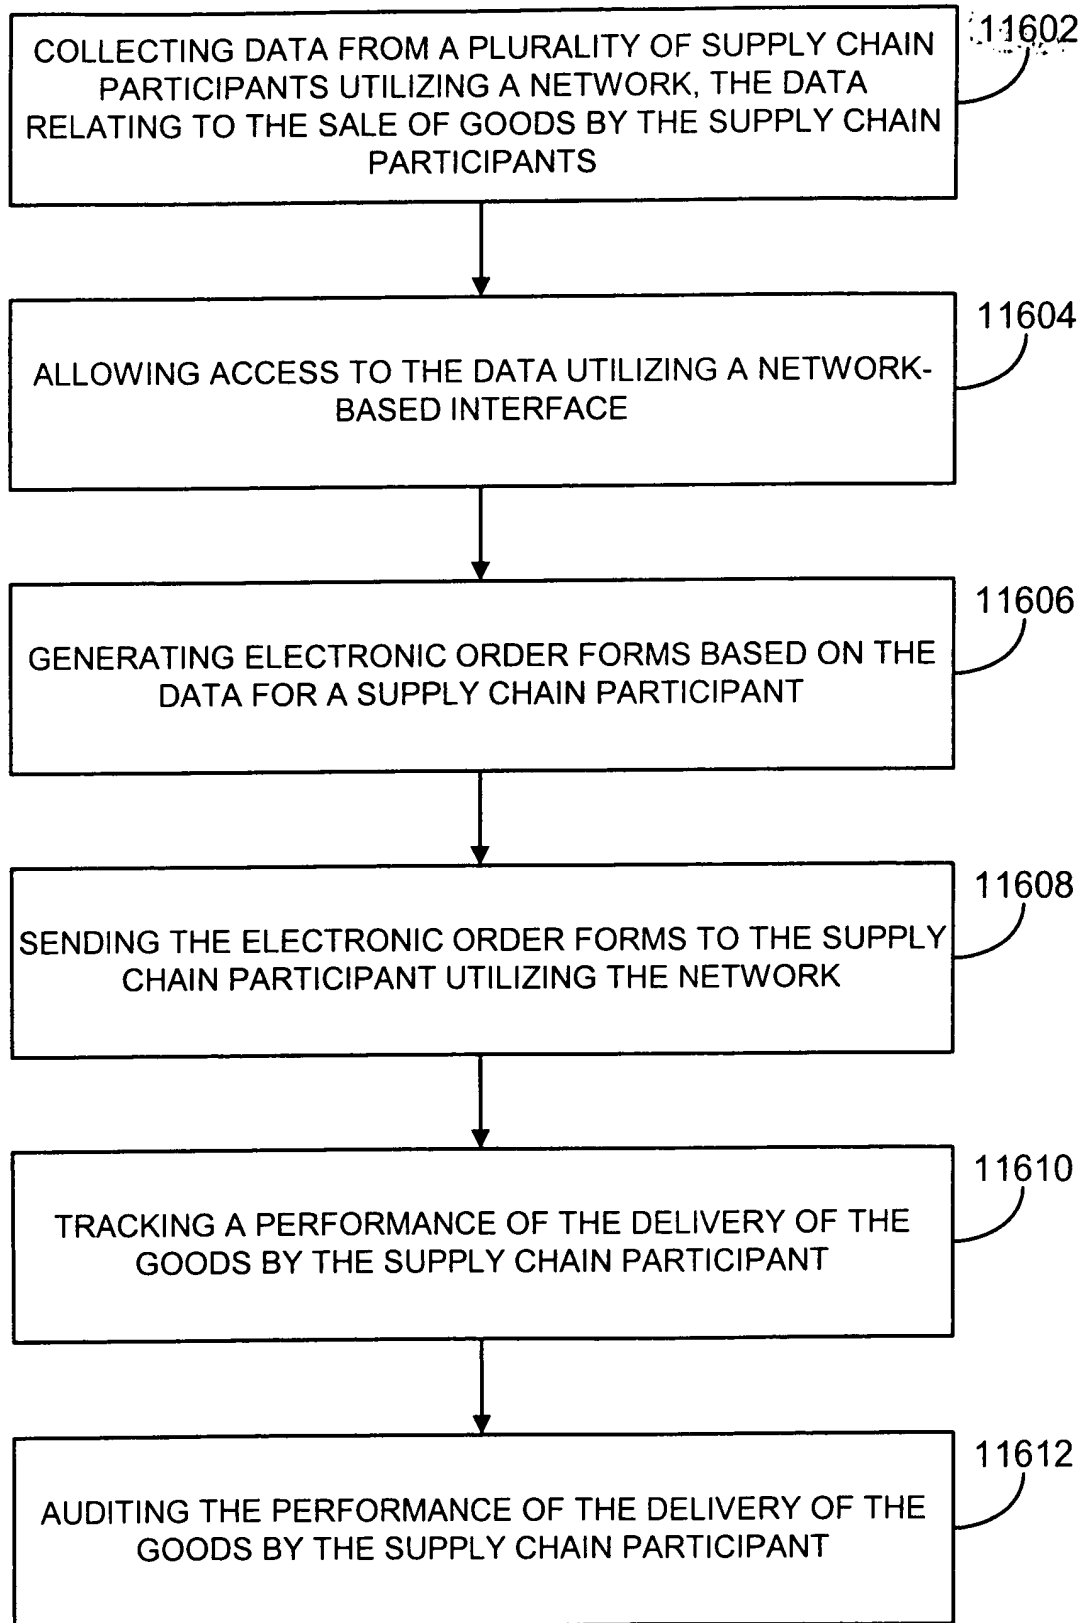 11602
COLLECTING DATA FROM A PLURALITY OF SUPPLY CHAIN
PARTICIPANTS UTILIZING A NETWORK, THE DATA
RELATING TO THE SALE OF GOODS BY THE SUPPLY CHAIN
PARTICIPANTS
11604
ALLOWING ACCESS TO THE DATA UTILIZING A NETWORK-
BASED INTERFACE
11606
GENERATING ELECTRONIC ORDER FORMS BASED ON THE
DATA FOR A SUPPLY CHAIN PARTICIPANT
11608
SENDING THE ELECTRONIC ORDER FORMS TO THE SUPPLY
CHAIN PARTICIPANT UTILIZING THE NETWORK
11610
TRACKING A PERFORMANCE OF THE DELIVERY OF THE
GOODS BY THE SUPPLY CHAIN PARTICIPANT
11612
AUDITING THE PERFORMANCE OF THE DELIVERY OF THE
GOODS BY THE SUPPLY CHAIN PARTICIPANT